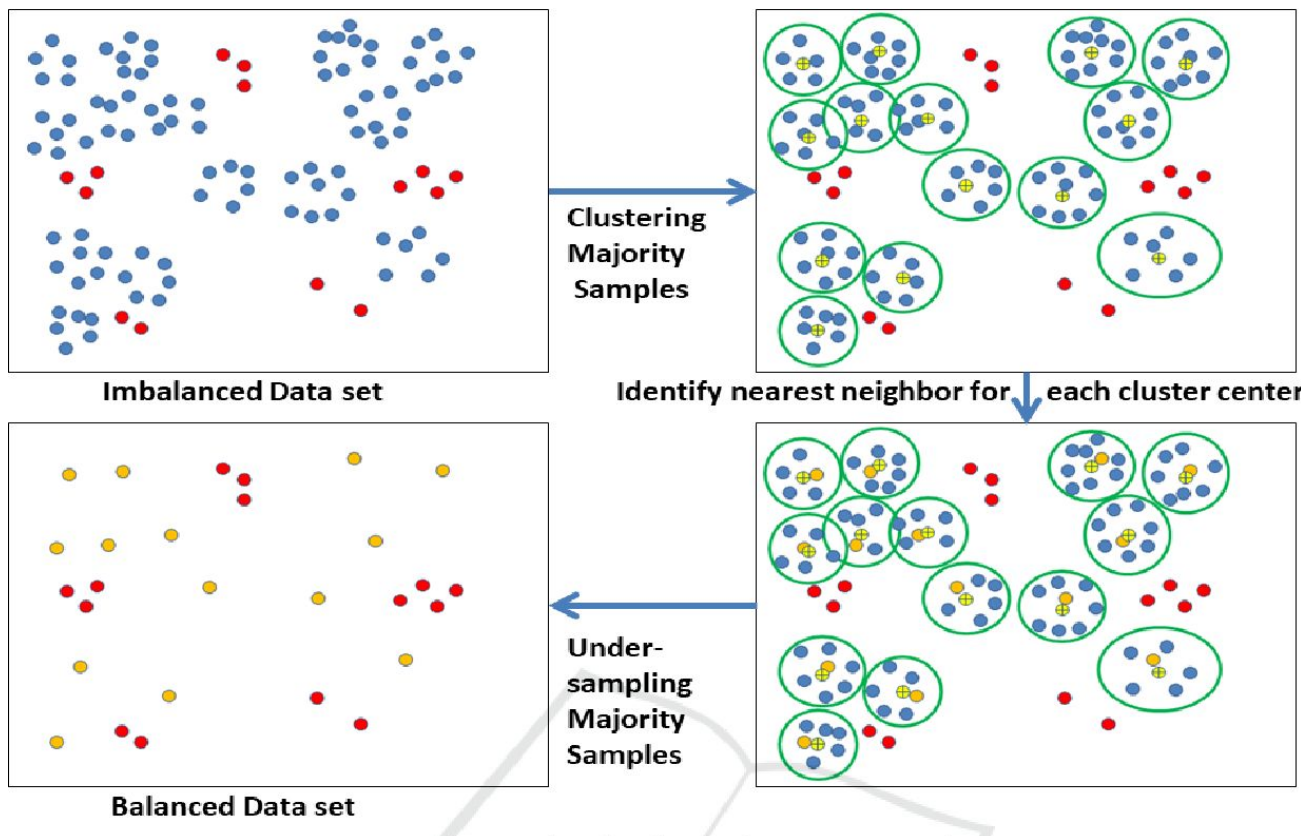 Clustering
Majority
Samples
Imbalanced Data set
Identify nearest neighbor for each cluster center
Under-
sampling
Majority
Samples
Balanced Data set